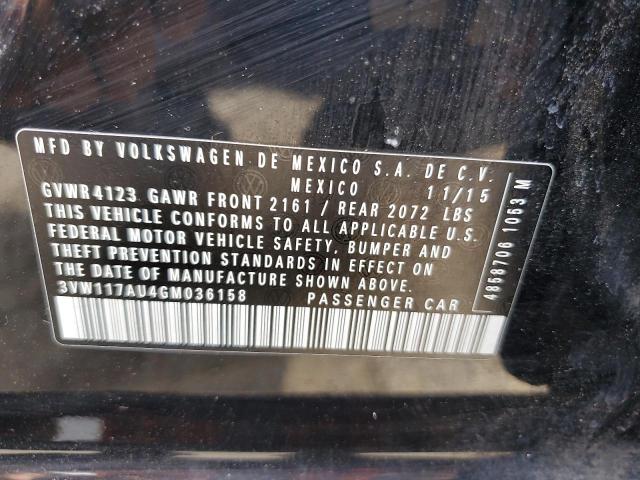 MFD BY VOLKSWAGEN DE MEXICO S.A. DE C.V.
MEXICO 11/15
GVWR 4123 GAWR FRONT 2161 / REAR 2072 LBS
THIS VEHICLE CONFORMS TO ALL APPLICABLE U.S.
FEDERAL MOTOR VEHICLE SAFETY, BUMPER AND
THEFT PREVENTION STANDARDS IN EFFECT ON
THE DATE OF MANUFACTURE SHOWN ABOVE.
3VW117AU4GM036158 PASSENGER CAR
4858706 1063 M